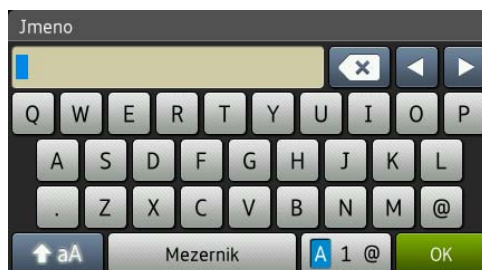 Jmeno
Q W E R T Y U I O P
A S D F G H J K L
. Z X C V B N M @
aA Mezernik A 1 @ OK